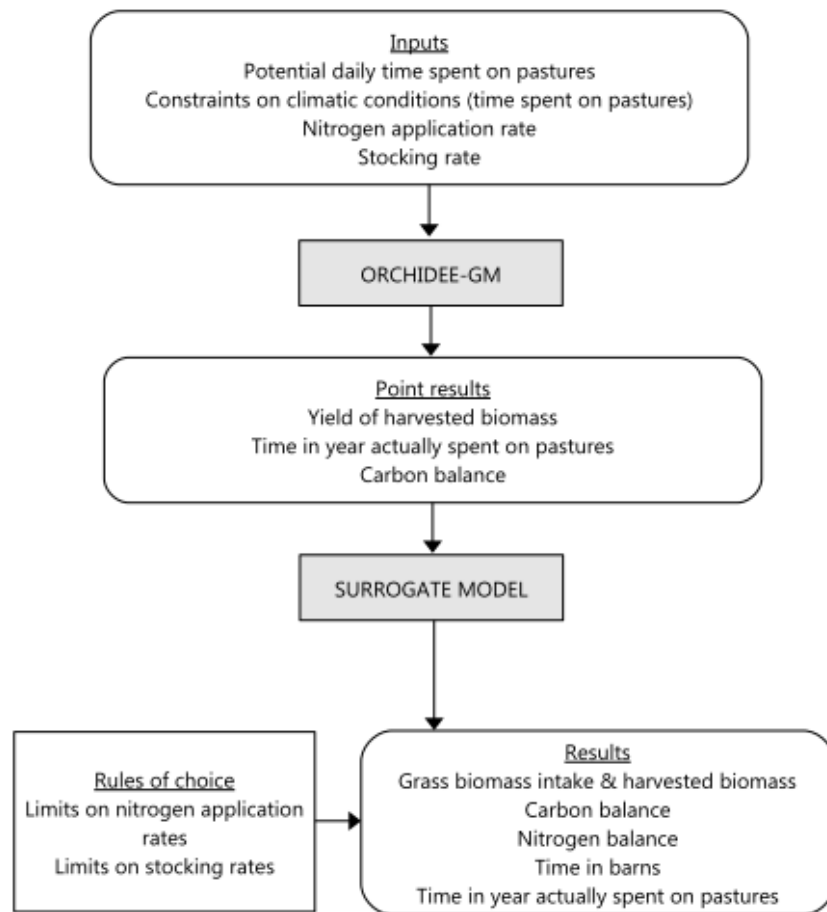 Inputs
Potential daily time spent on pastures
Constraints on climatic conditions (time spent on pastures)
Nitrogen application rate
Stocking rate
ORCHIDEE-GM
Point results
Yield of harvested biomass
Time in year actually spent on pastures
Carbon balance
SURROGATE MODEL
Rules of choice
Limits on nitrogen application
rates
Limits on stocking rates
Results
Grass biomass intake & harvested biomass
Carbon balance
Nitrogen balance
Time in barns
Time in year actually spent on pastures